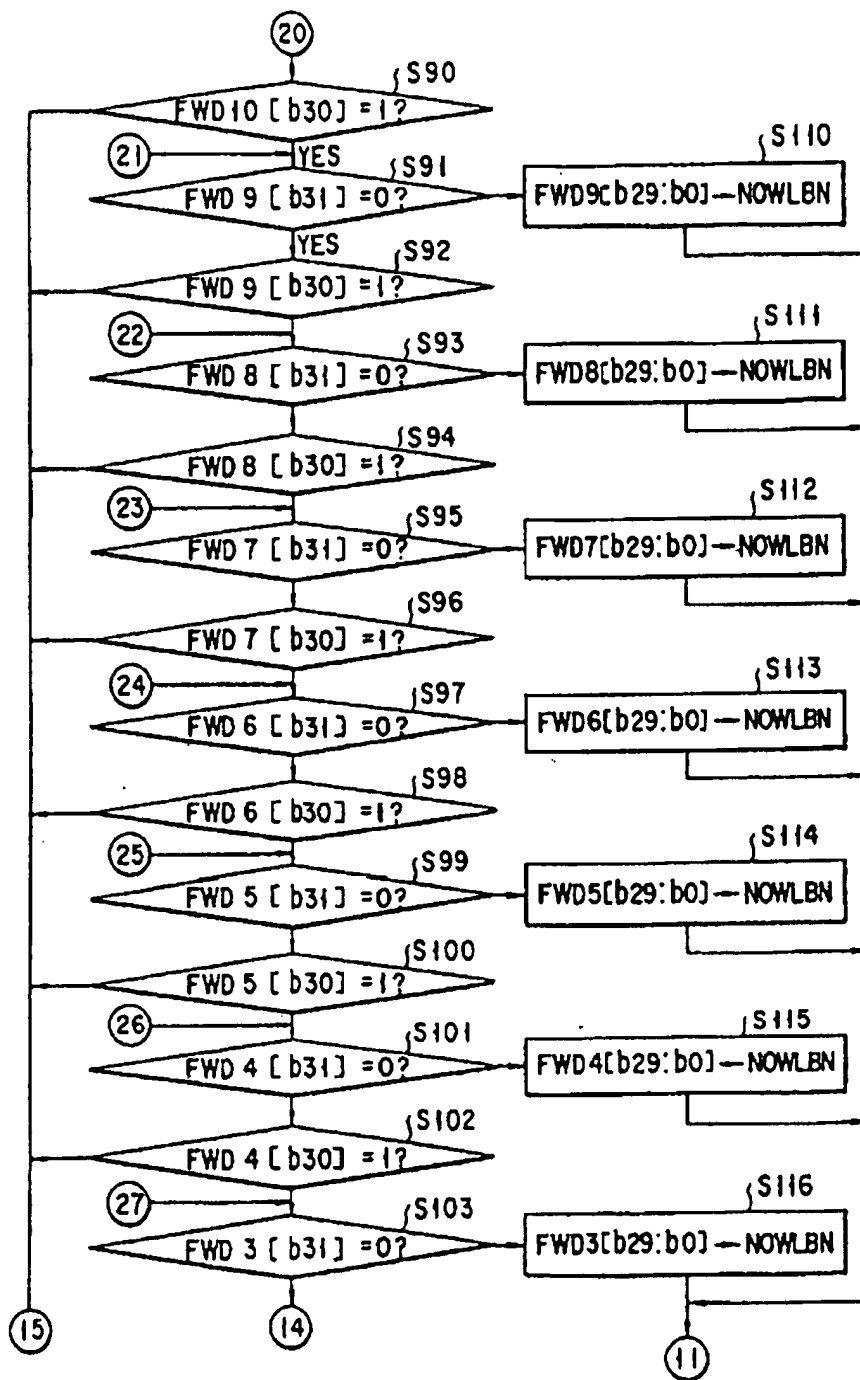 20
S90
FWD10 [b30] =1?
21
YES
S91
S110
FWD 9 [b31] =0?
FWD9[b29:b0]←NOWLBN
YES
S92
FWD 9 [b30] =1?
22
S93
S111
FWD 8 [b31] =0?
FWD8[b29:b0]←NOWLBN
S94
FWD 8 [b30] =1?
23
S95
S112
FWD 7 [b31] =0?
FWD7[b29:b0]←NOWLBN
S96
FWD 7 [b30] =1?
24
S97
S113
FWD 6 [b31] =0?
FWD6[b29:b0]←NOWLBN
S98
FWD 6 [b30] =1?
25
S99
S114
FWD 5 [b31] =0?
FWD5[b29:b0]←NOWLBN
S100
FWD 5 [b30] =1?
26
S101
S115
FWD 4 [b31] =0?
FWD4[b29:b0]←NOWLBN
S102
FWD 4 [b30] =1?
27
S103
S116
FWD 3 [b31] =0?
FWD3[b29:b0]←NOWLBN
15
14
11